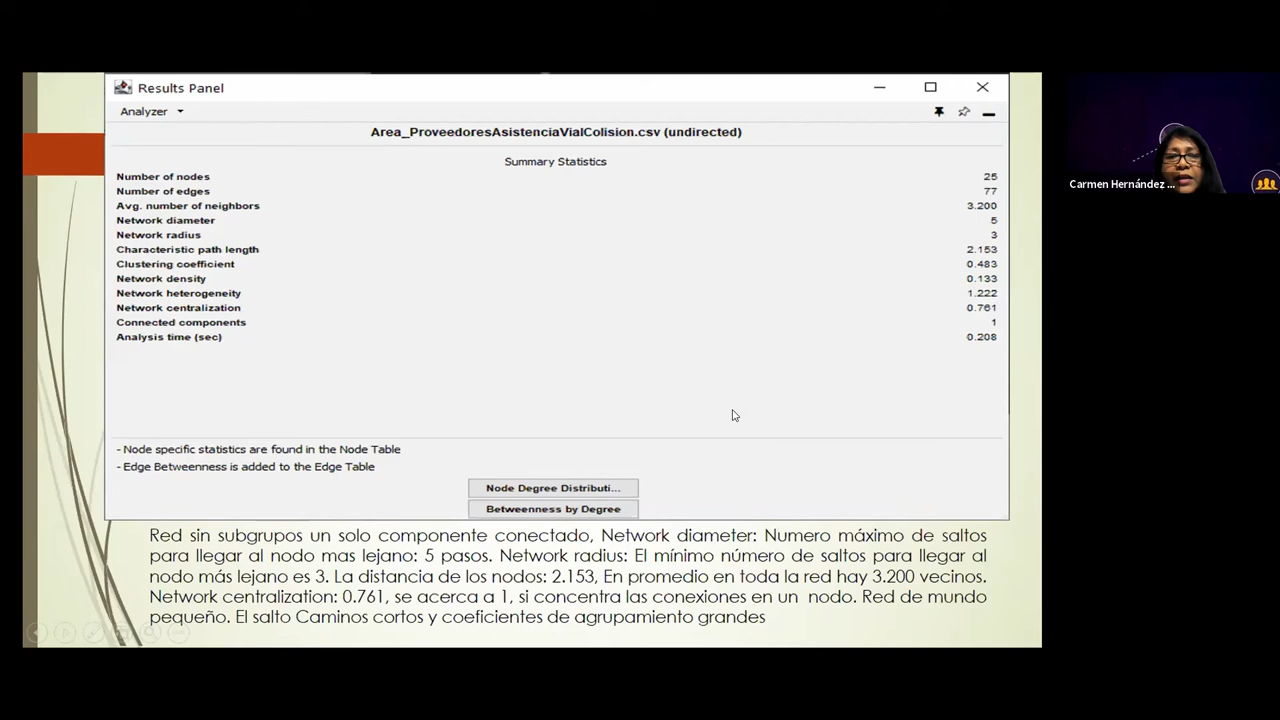 Results Panel
Analyzer
Area_ProveedoresAsistenciaVialColision.csv (undirected)
Summary Statistics
Number of nodes 25
Number of edges 77
Avg. number of neighbors 3.200
Network diameter 5
Network radius 3
Characteristic path length 2.153
Clustering coefficient 0.483
Network density 0.133
Network heterogeneity 1.222
Network centralization 0.761
Connected components 1
Analysis time (sec) 0.208
Carmen Hernández ...
- Node specific statistics are found in the Node Table
- Edge Betweenness is added to the Edge Table
Node Degree Distributi...
Betweenness by Degree
Red sin subgrupos un solo componente conectado, Network diameter: Numero máximo de saltos
para llegar al nodo mas lejano: 5 pasos. Network radius: El mínimo número de saltos para llegar al
nodo más lejano es 3. La distancia de los nodos: 2.153, En promedio en toda la red hay 3.200 vecinos.
Network centralization: 0.761, se acerca a 1, si concentra las conexiones en un nodo. Red de mundo
pequeño. El salto Caminos cortos y coeficientes de agrupamiento grandes